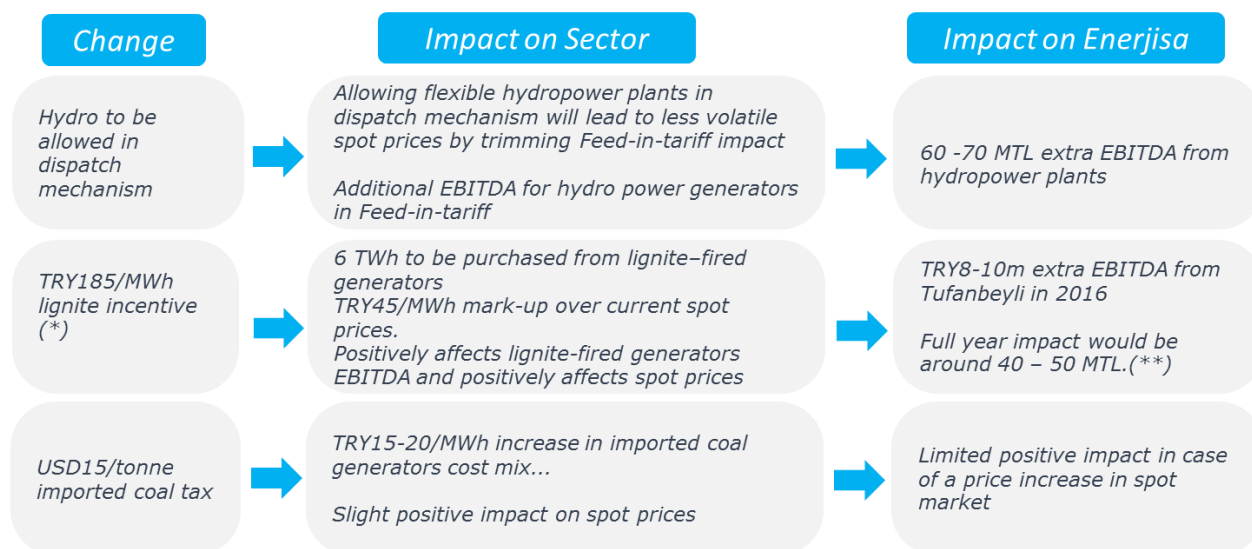 Change
Impact on Sector
Impact on Enerjisa
Hydro to be
allowed in
dispatch
mechanism
Allowing flexible hydropower plants in
dispatch mechanism will lead to less volatile
spot prices by trimming Feed-in-tariff impact
Additional EBITDA for hydro power generators
in Feed-in-tariff
60 -70 MTL extra EBITDA from
hydropower plants
TRY185/MWh
lignite incentive
(*)
6 TWh to be purchased from lignite–fired
generators
TRY45/MWh mark-up over current spot
prices.
Positively affects lignite-fired generators
EBITDA and positively affects spot prices
TRY8-10m extra EBITDA from
Tufanbeyli in 2016
Full year impact would be
around 40 – 50 MTL.(**)
USD15/tonne
imported coal tax
TRY15-20/MWh increase in imported coal
generators cost mix...
Slight positive impact on spot prices
Limited positive impact in case
of a price increase in spot
market